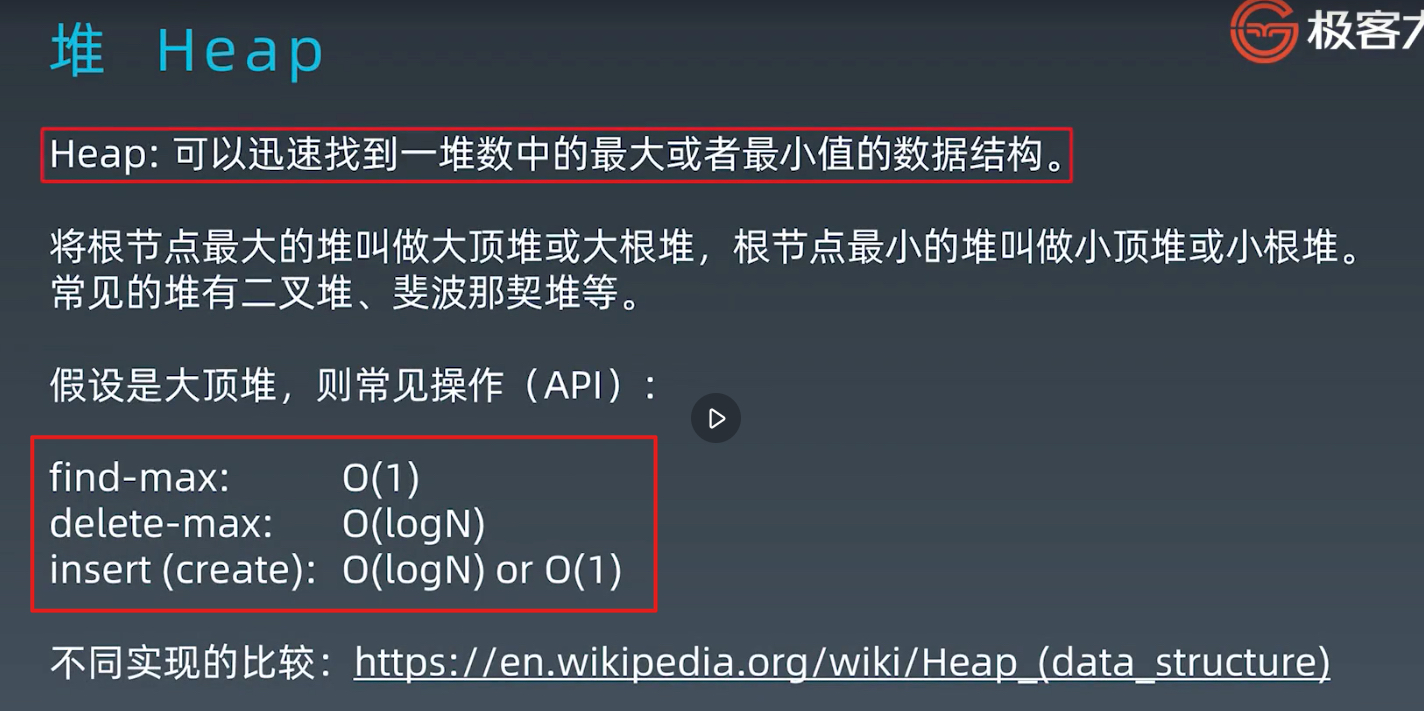 堆 Heap
极客大
Heap: 可以迅速找到一堆数中的最大或者最小值的数据结构。
将根节点最大的堆叫做大顶堆或大根堆，根节点最小的堆叫做小顶堆或小根堆。
常见的堆有二叉堆、斐波那契堆等。
假设是大顶堆，则常见操作（API）：
find-max: O(1)
delete-max: O(logN)
insert (create): O(logN) or O(1)
不同实现的比较：https://en.wikipedia.org/wiki/Heap_(data_structure)